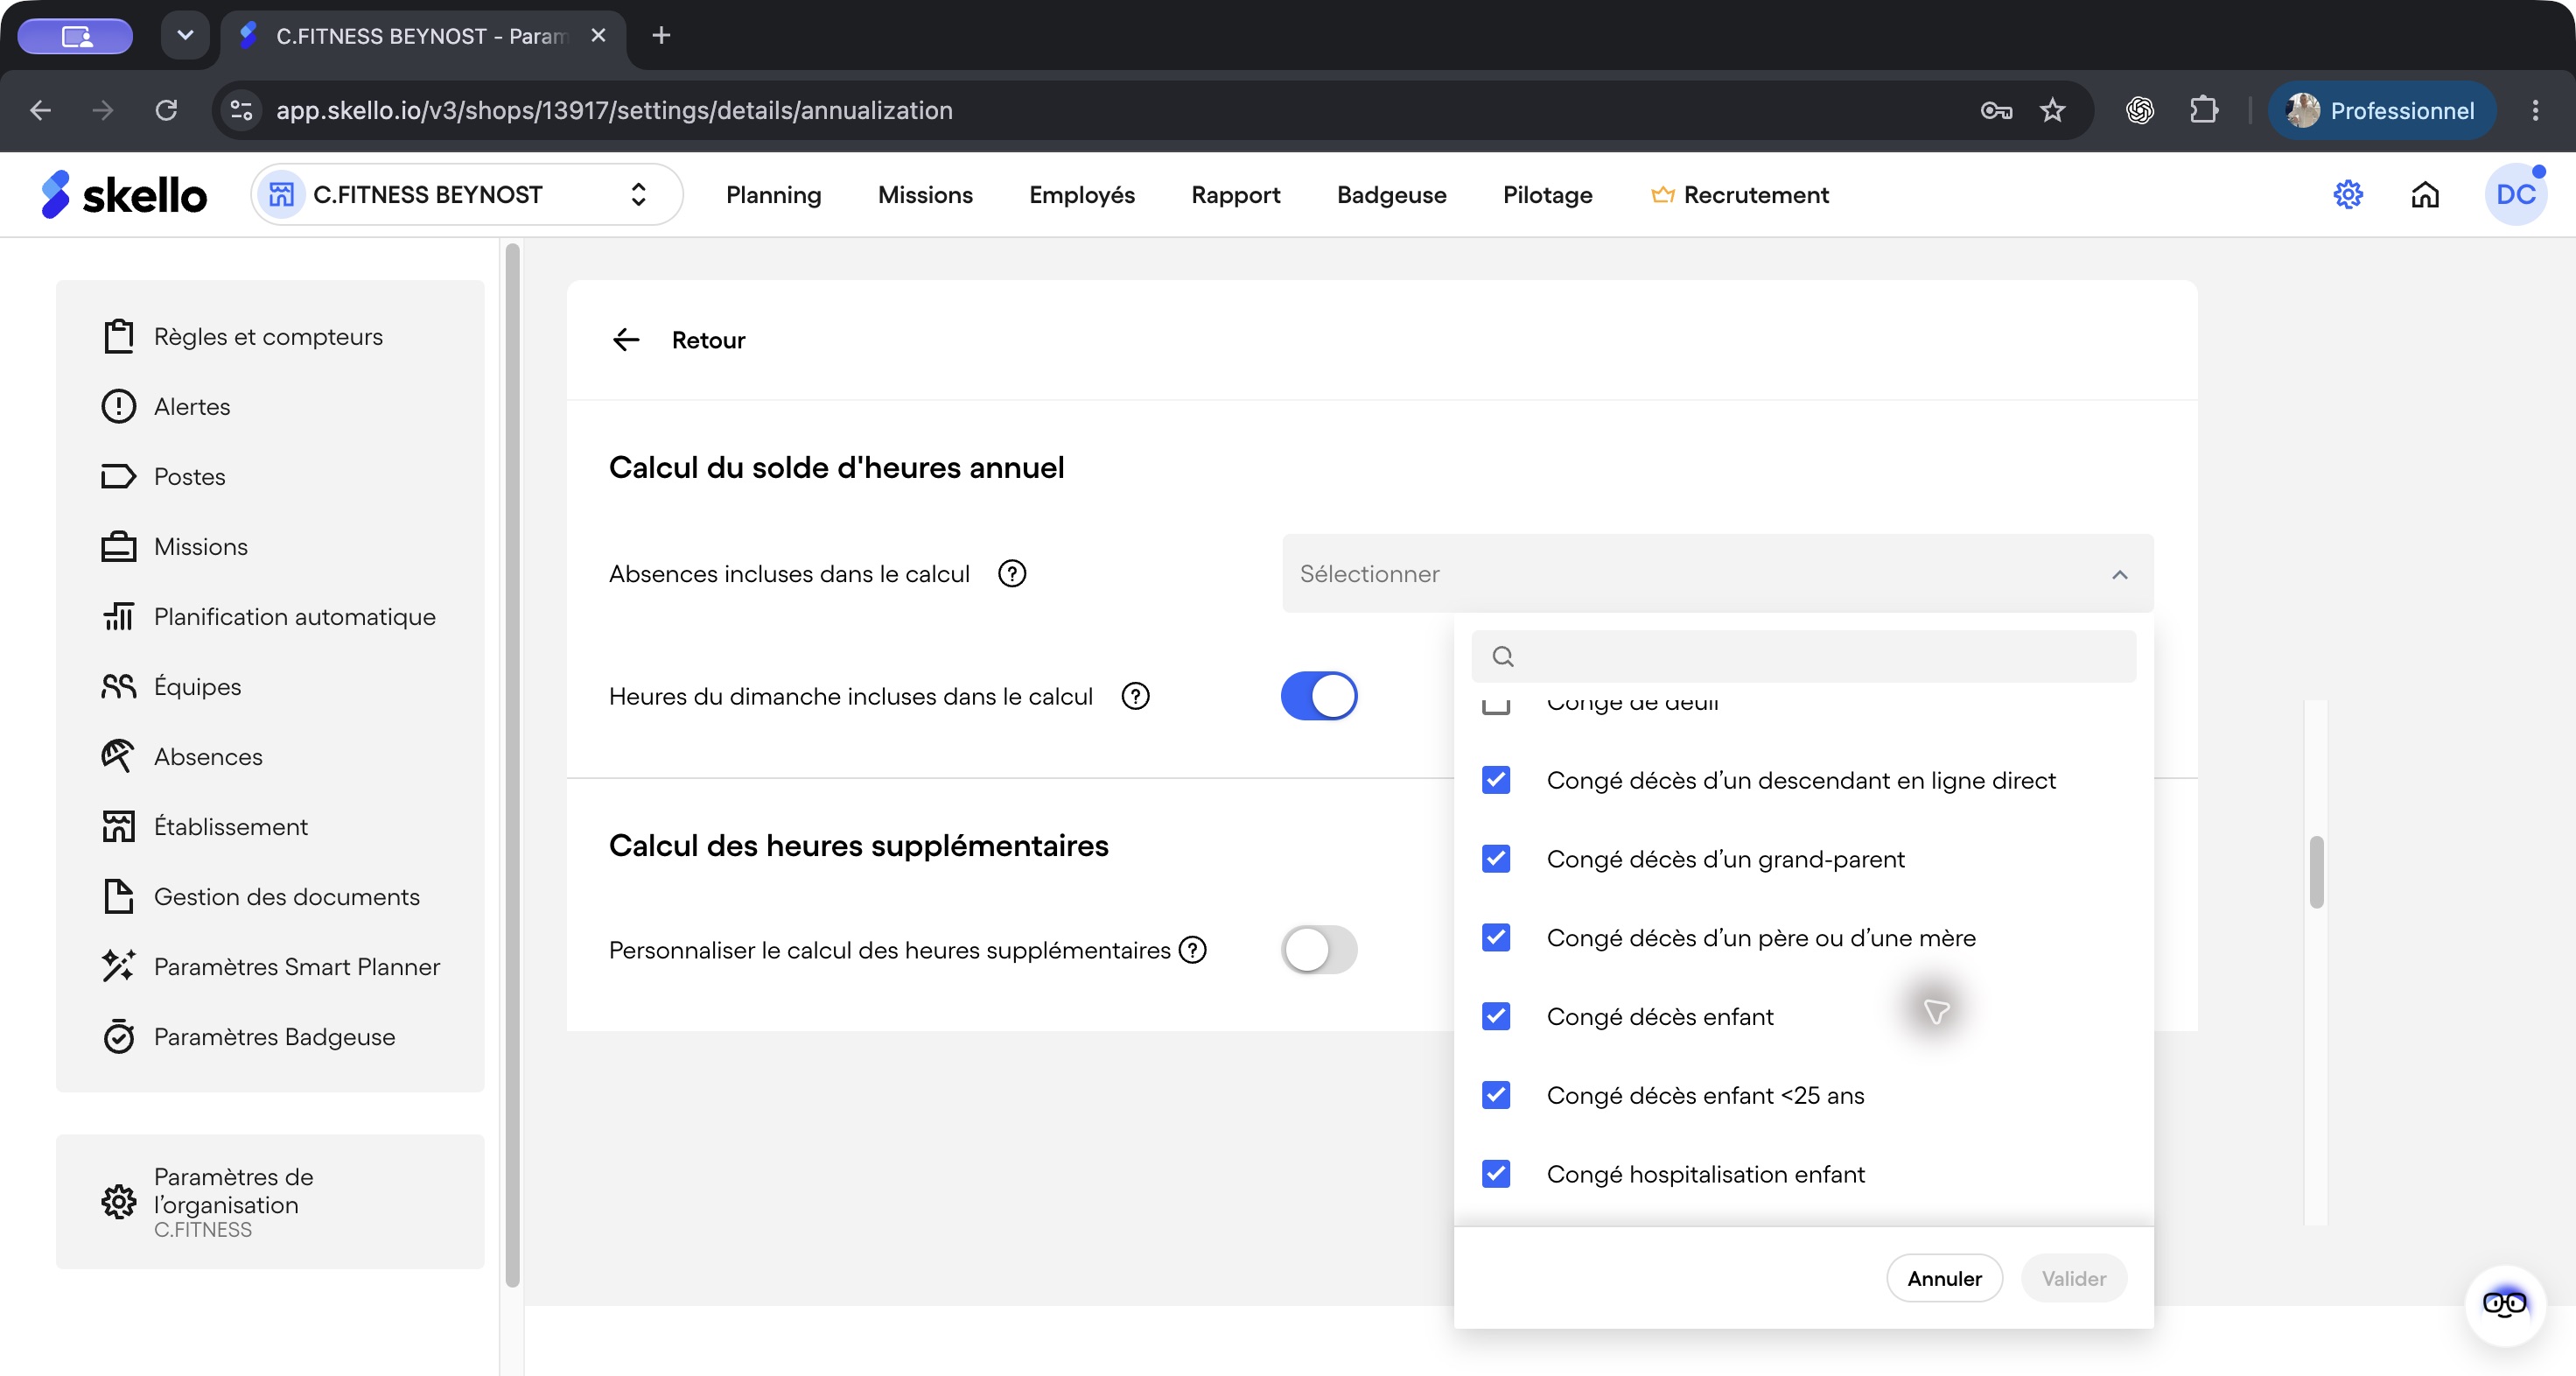 C.FITNESS BEYNOST - Param
app.skello.io/v3/shops/13917/settings/details/annualization
Professionnel
skello
C.FITNESS BEYNOST
Planning
Missions
Employés
Rapport
Badgeuse
Pilotage
Recrutement
DC
Règles et compteurs
Alertes
Postes
Missions
Planification automatique
Équipes
Absences
Établissement
Gestion des documents
Paramètres Smart Planner
Paramètres Badgeuse
Paramètres de
l’organisation
C.FITNESS
Retour
Calcul du solde d'heures annuel
Absences incluses dans le calcul
Sélectionner
Heures du dimanche incluses dans le calcul
Calcul des heures supplémentaires
Personnaliser le calcul des heures supplémentaires
Congé de deuil
Congé décès d’un descendant en ligne direct
Congé décès d’un grand-parent
Congé décès d’un père ou d’une mère
Congé décès enfant
Congé décès enfant <25 ans
Congé hospitalisation enfant
Annuler
Valider